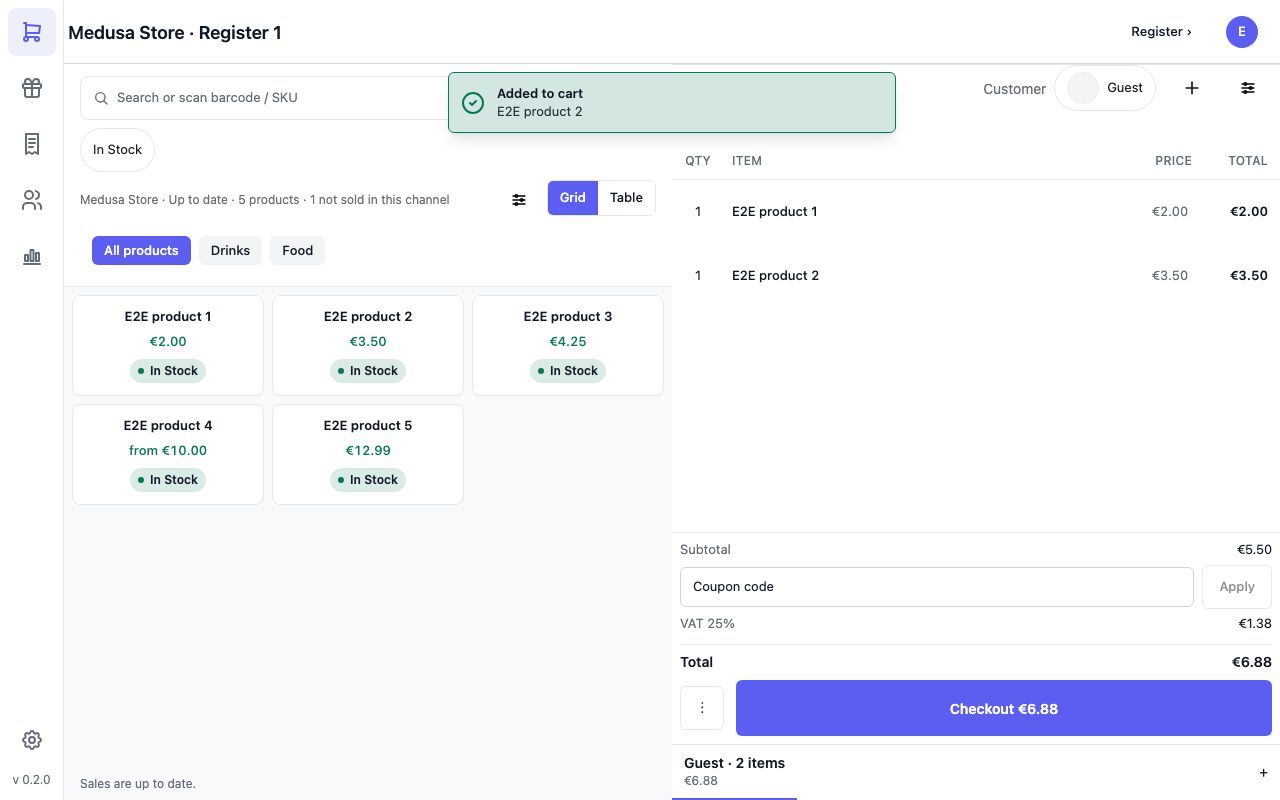 Medusa Store · Register 1
Register ›
E
Search or scan barcode / SKU
Added to cart
E2E product 2
Customer
Guest
In Stock
Medusa Store · Up to date · 5 products · 1 not sold in this channel
Grid
Table
All products
Drinks
Food
E2E product 1
€2.00
In Stock
E2E product 2
€3.50
In Stock
E2E product 3
€4.25
In Stock
E2E product 4
from €10.00
In Stock
E2E product 5
€12.99
In Stock
Sales are up to date.
v 0.2.0
QTY ITEM PRICE TOTAL
1 E2E product 1 €2.00 €2.00
1 E2E product 2 €3.50 €3.50
Subtotal €5.50
Coupon code
Apply
VAT 25% €1.38
Total €6.88
Checkout €6.88
Guest · 2 items
€6.88
+